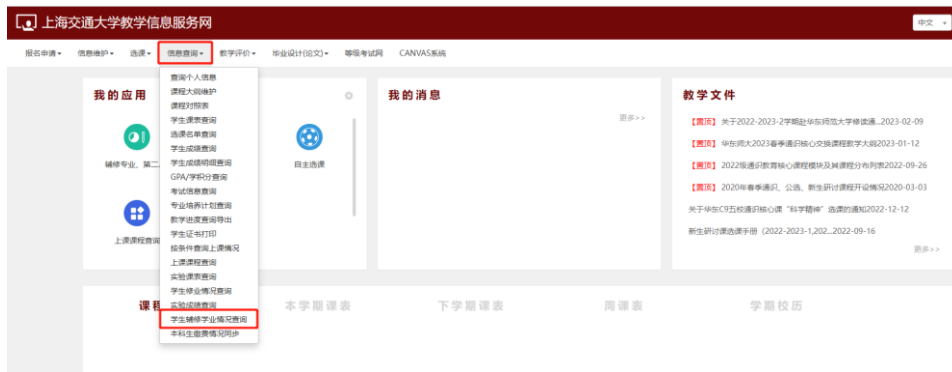 上海交通大学教学信息服务网
中文
报名申请 信息维护 选课 信息查询 教学评价 毕业设计(论文) 等级考试网 CANVAS系统
查询个人信息
课程大纲维护
课程对照表
学生课表查询
选课名单查询
学生成绩查询
学生成绩明细查询
GPA/学积分查询
考试信息查询
专业培养计划查询
教学进度查询导出
学生证书打印
按条件查询上课情况
上课课程查询
实验课表查询
学生修业情况查询
实验成绩查询
学生辅修学业情况查询
本科生缴费情况同步
我的应用
辅修专业、第二
自主选课
上课课程查询
我的消息
更多>>
教学文件
【置顶】关于2022-2023-2学期赴华东师范大学修读通...2023-02-09
【置顶】华东师大2023春季通识核心交换课程教学大纲2023-01-12
【置顶】2022级通识教育核心课程模块及其课程分布列表2022-09-26
【置顶】2020年春季通识、公选、新生研讨课程开设情况2020-03-03
关于华东C9五校通识核心课“科学精神”选课的通知2022-12-12
新生研讨课选课手册（2022-2023-1,202...2022-09-16
更多>>
课程
本学期课表
下学期课表
周课表
学期校历